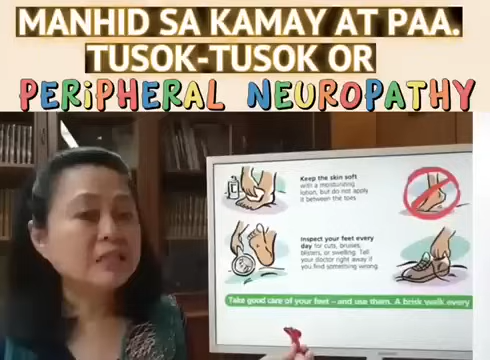 MANHID SA KAMAY AT PAA.
TUSOK-TUSOK OR
PERiPHERAL NEUROPATHY
Keep the skin soft
with a moisturizing
lotion, but do not apply
it between the toes
Inspect your feet every
day for cuts, bruises,
blisters, or swelling. Tell
your doctor right away if
you find something wrong.
Take good care of your feet – and use them. A brisk walk every